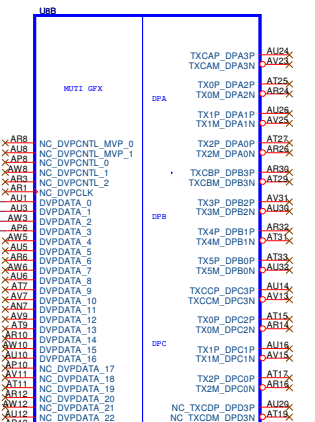 U8B
TXCAP_DPA3P AU24
TXCAM_DPA3N AV23
TX0P_DPA2P AT25
MUTI GFX
TX0M_DPA2N AR24
DPA
TX1P_DPA1P AU26
TX1M_DPA1N AV25
AR8 NC_DVPCNTL_MVP_0 TX2P_DPA0P AT27
AU8 NC_DVPCNTL_MVP_1 TX2M_DPA0N AR26
AP8 NC_DVPCNTL_0
AW8 NC_DVPCNTL_1 TXCBP_DPB3P AR30
AR3 NC_DVPCNTL_2 TXCBM_DPB3N AT29
AR1 NC_DVPCLK
AU1 DVPDATA_0 TX3P_DPB2P AV31
AU3 DVPDATA_1 TX3M_DPB2N AU30
AW3 DVPDATA_2 DPB
AP6 DVPDATA_3 TX4P_DPB1P AR32
AW5 DVPDATA_4 TX4M_DPB1N AT31
AU5 DVPDATA_5
AR6 DVPDATA_6 TX5P_DPB0P AT33
AW6 DVPDATA_7 TX5M_DPB0N AU32
AU6 DVPDATA_8
AT7 DVPDATA_9 TXCCP_DPC3P AU14
AV7 DVPDATA_10 TXCCM_DPC3N AV13
AN7 DVPDATA_11
AV9 DVPDATA_12 TX0P_DPC2P AT15
AT9 DVPDATA_13 TX0M_DPC2N AR14
AR10 DVPDATA_14 DPC
AW10 DVPDATA_15 TX1P_DPC1P AU16
AU10 DVPDATA_16 TX1M_DPC1N AV15
AP10 NC_DVPDATA_17
AV11 NC_DVPDATA_18 TX2P_DPC0P AT17
AT11 NC_DVPDATA_19 TX2M_DPC0N AR16
AR12 NC_DVPDATA_20
AW12 NC_DVPDATA_21 NC_TXCDP_DPD3P AU20
AU12 NC_DVPDATA_22 NC_TXCDM_DPD3N AT19